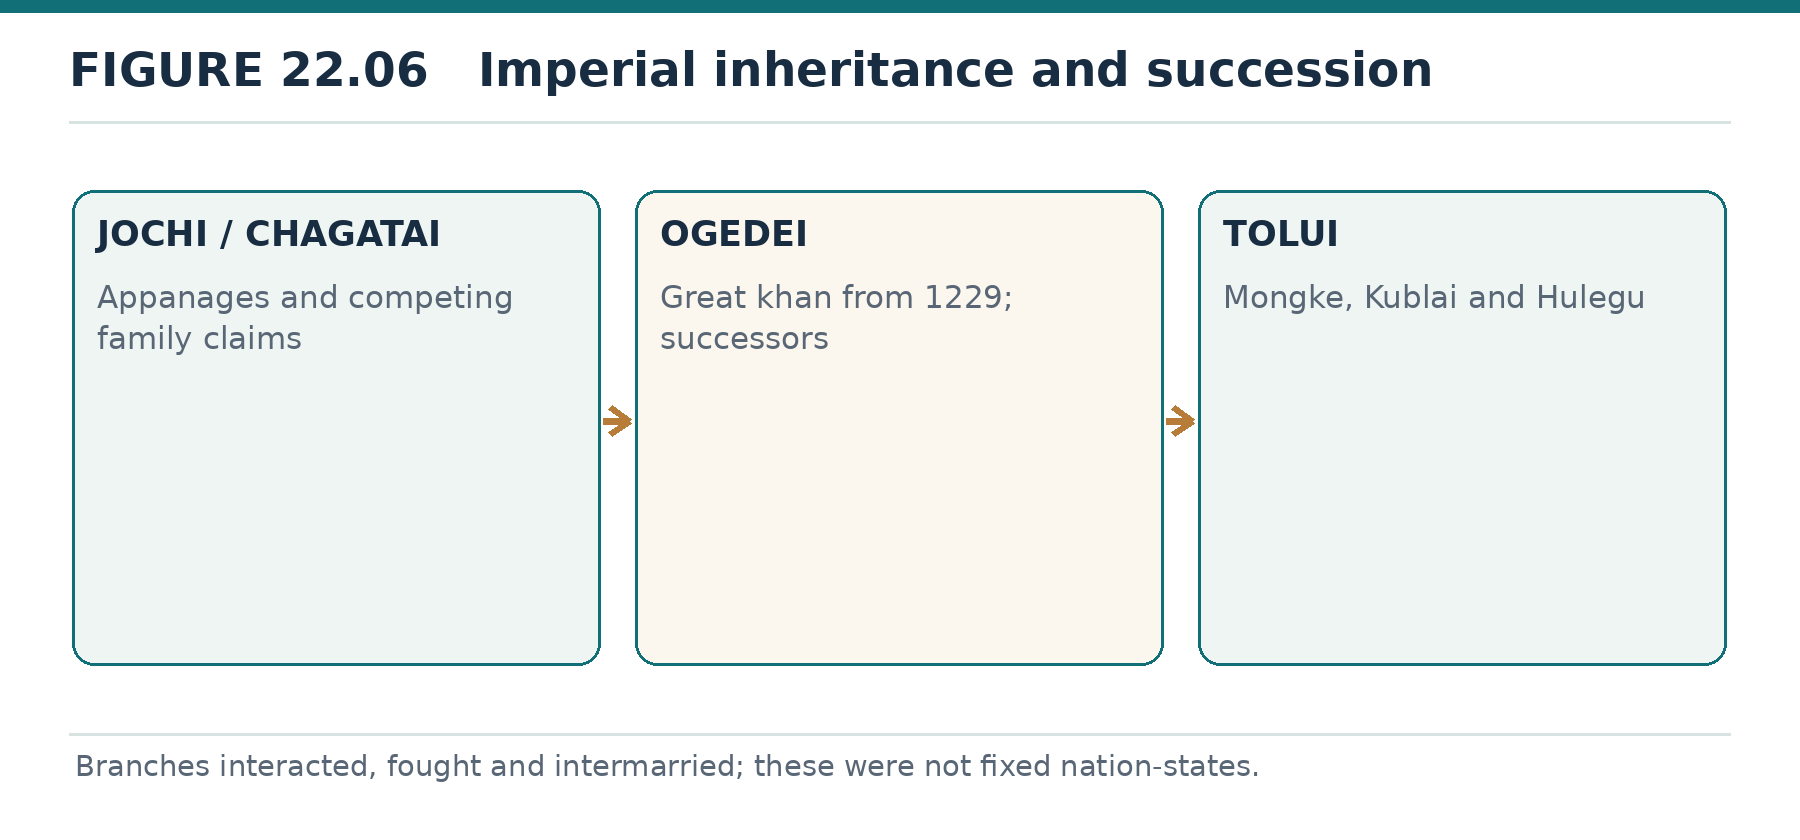 FIGURE 22.06 Imperial inheritance and succession
JOCHI / CHAGATAI
Appanages and competing
family claims
OGEDEI
Great khan from 1229;
successors
TOLUI
Mongke, Kublai and Hulegu
Branches interacted, fought and intermarried; these were not fixed nation-states.